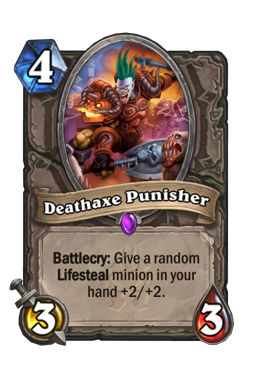 4
Deathaxe Punisher
Battlecry: Give a random
Lifesteal minion in your
hand +2/+2.
3 3